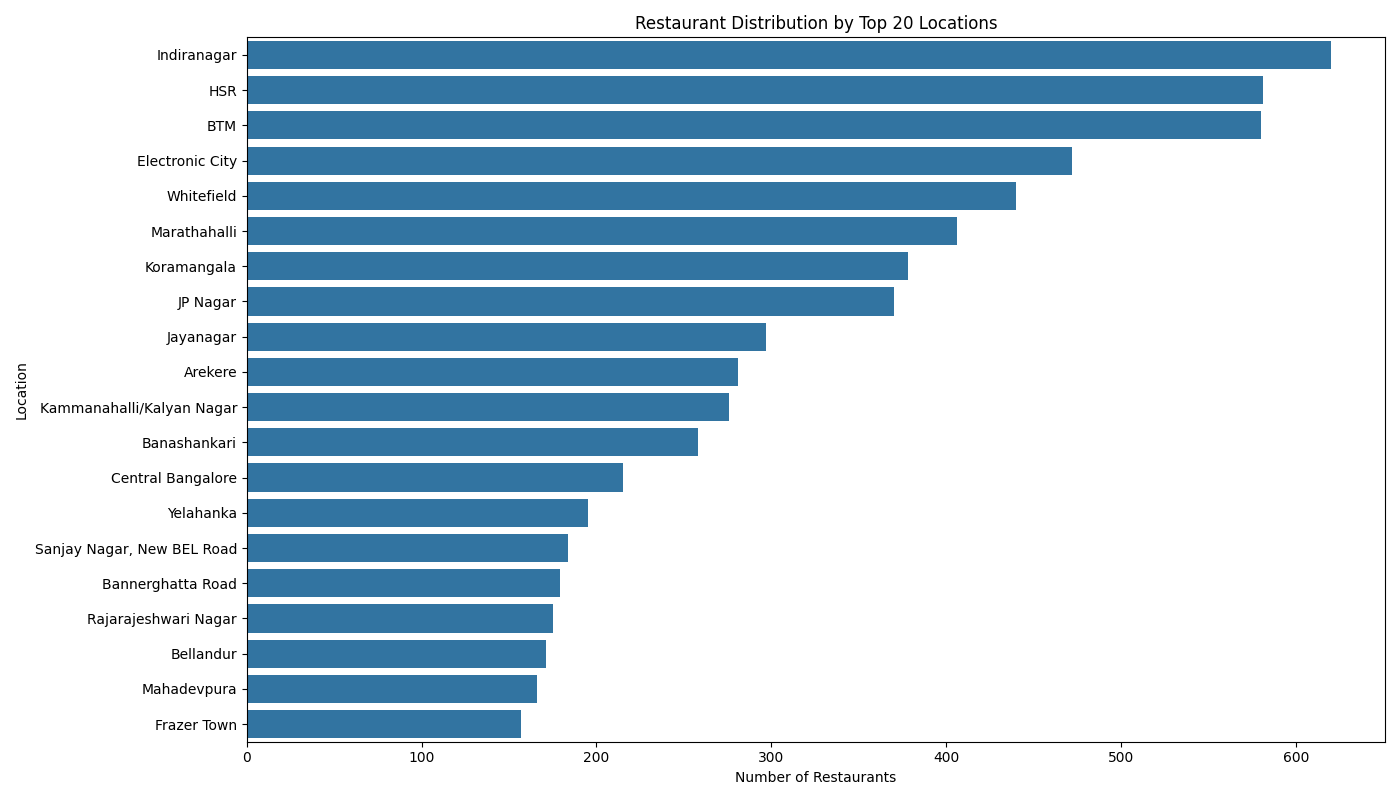 Restaurant Distribution by Top 20 Locations
Indiranagar
HSR
BTM
Electronic City
Whitefield
Marathahalli
Koramangala
JP Nagar
Jayanagar
Arekere
Kammanahalli/Kalyan Nagar
Banashankari
Central Bangalore
Yelahanka
Sanjay Nagar, New BEL Road
Bannerghatta Road
Rajarajeshwari Nagar
Bellandur
Mahadevpura
Frazer Town
Location
0 100 200 300 400 500 600
Number of Restaurants